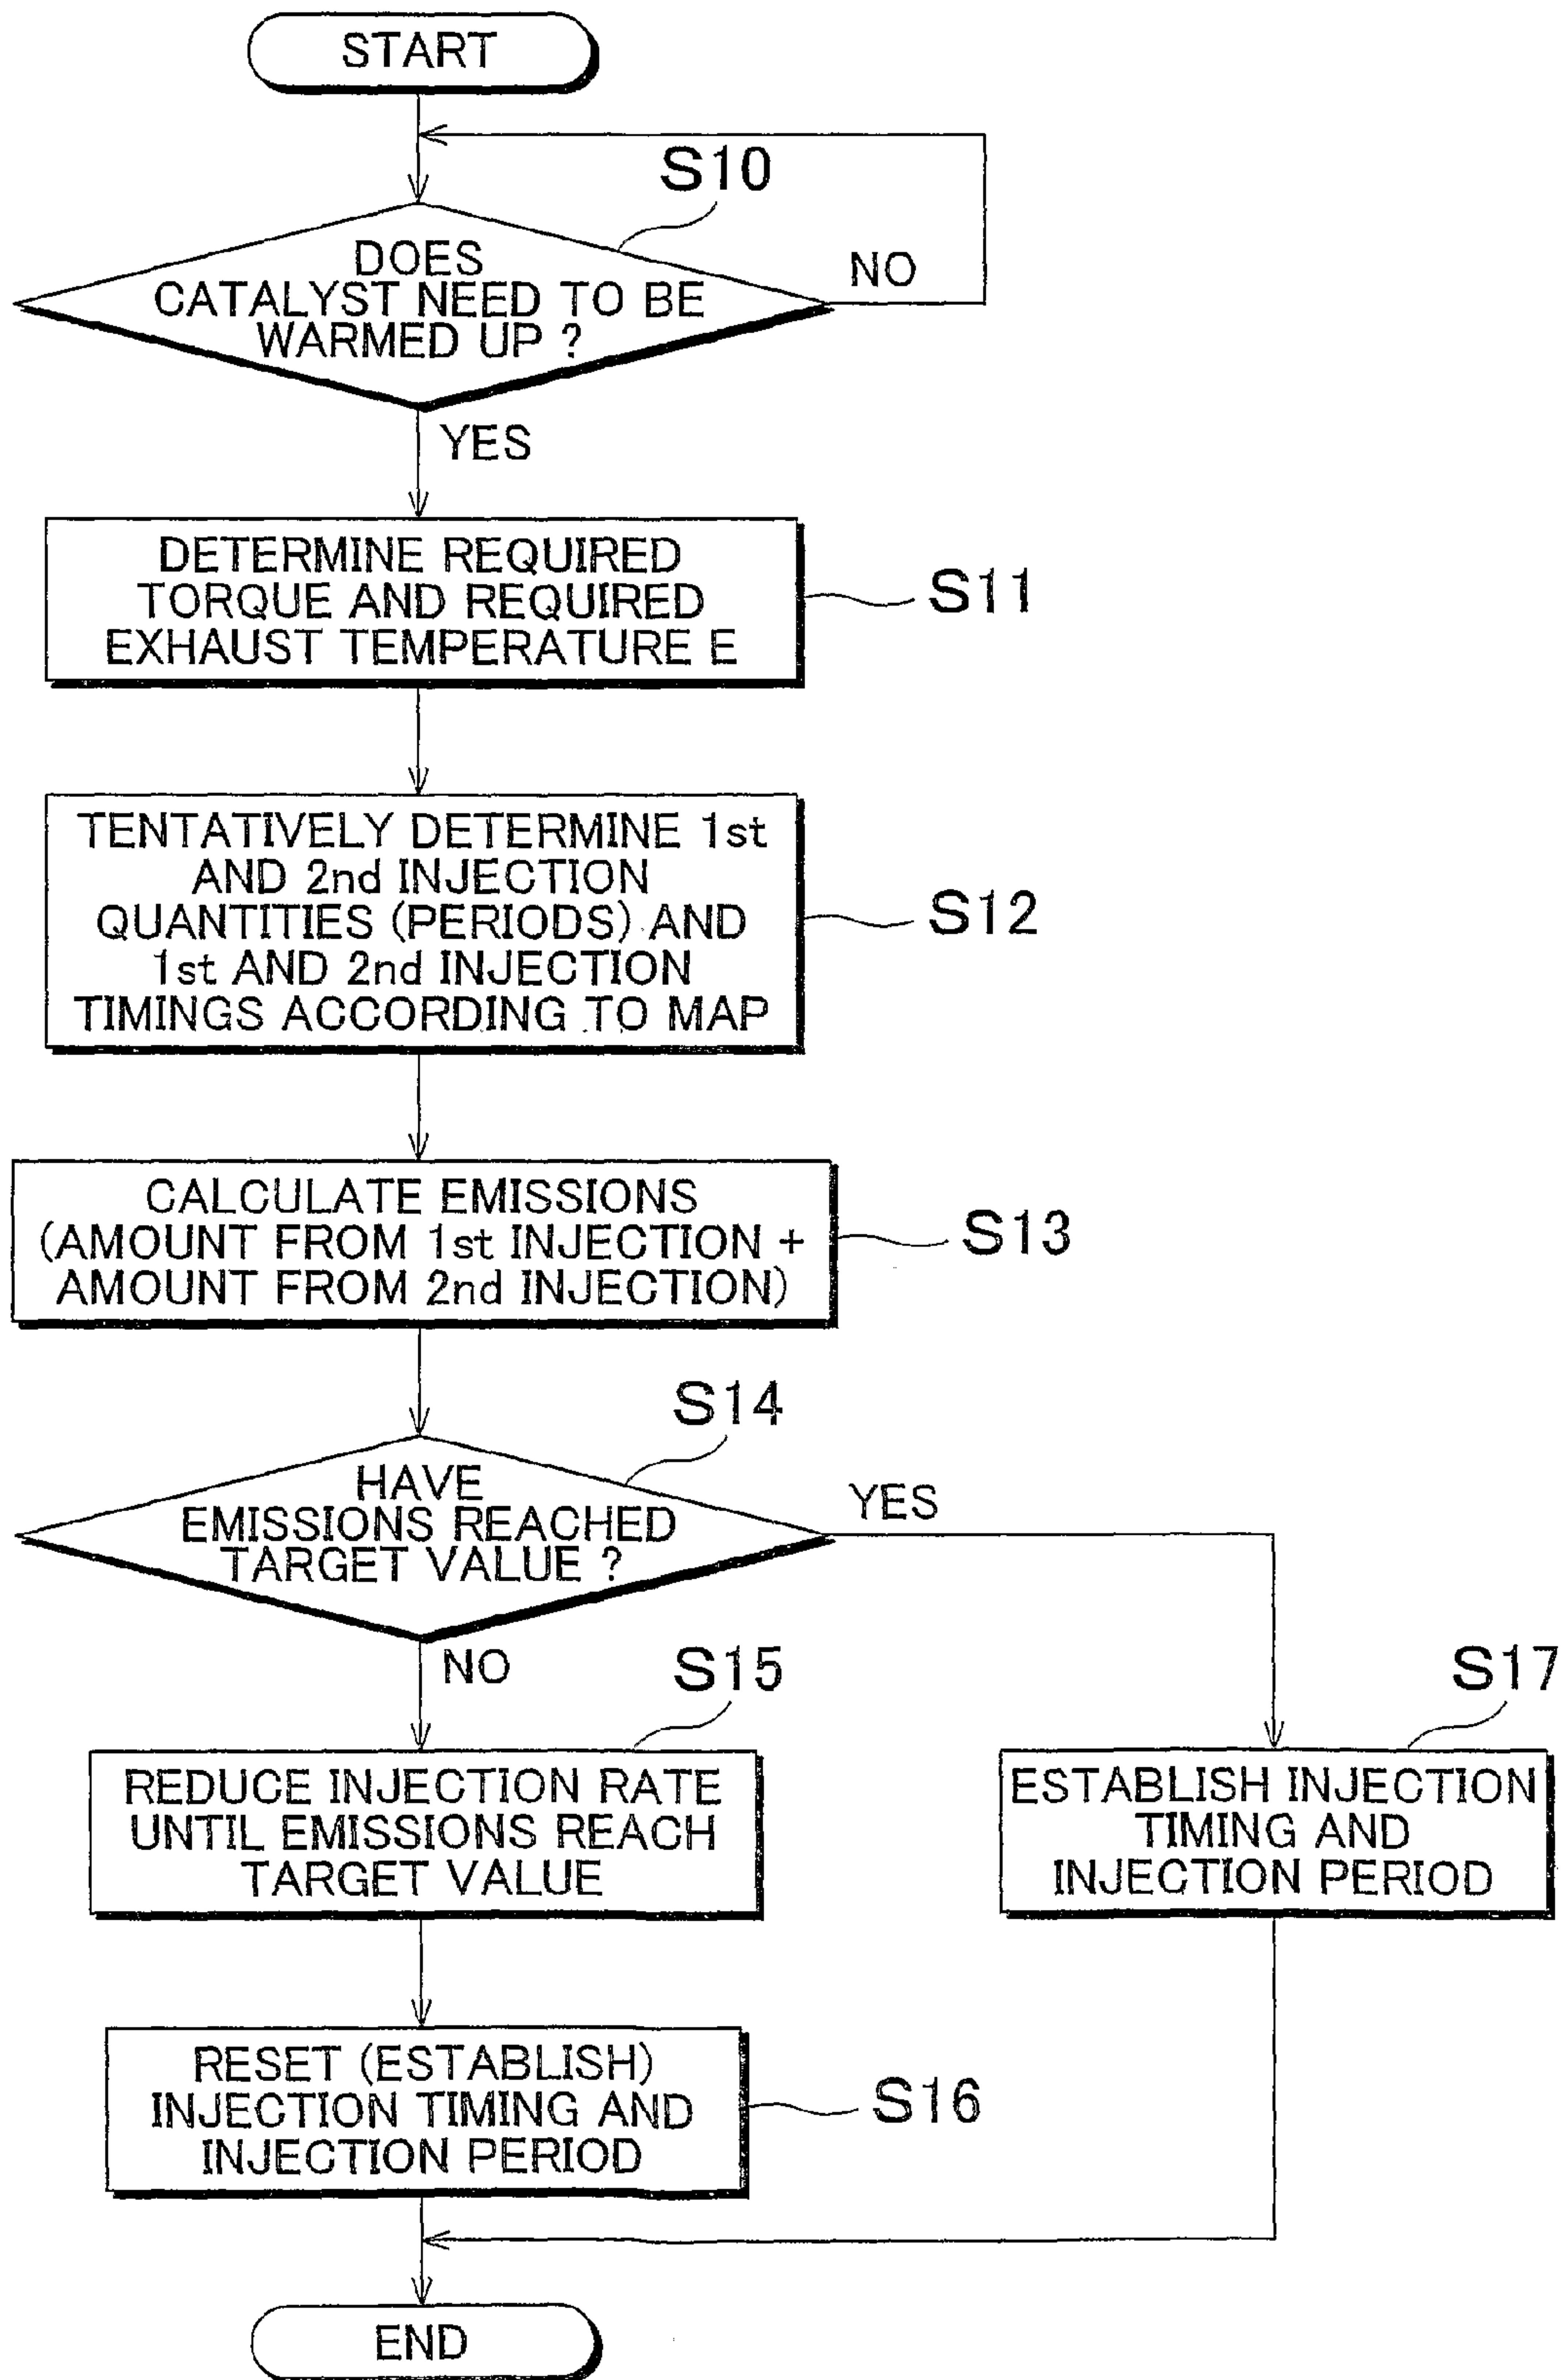 START
S10
DOES
CATALYST NEED TO BE
WARMED UP ?
NO
YES
DETERMINE REQUIRED
TORQUE AND REQUIRED
EXHAUST TEMPERATURE E
S11
TENTATIVELY DETERMINE 1st
AND 2nd INJECTION
QUANTITIES (PERIODS) AND
1st AND 2nd INJECTION
TIMINGS ACCORDING TO MAP
S12
CALCULATE EMISSIONS
(AMOUNT FROM 1st INJECTION +
AMOUNT FROM 2nd INJECTION)
S13
S14
HAVE
EMISSIONS REACHED
TARGET VALUE ?
YES
NO
S15
REDUCE INJECTION RATE
UNTIL EMISSIONS REACH
TARGET VALUE
S17
ESTABLISH INJECTION
TIMING AND
INJECTION PERIOD
RESET (ESTABLISH)
INJECTION TIMING AND
INJECTION PERIOD
S16
END